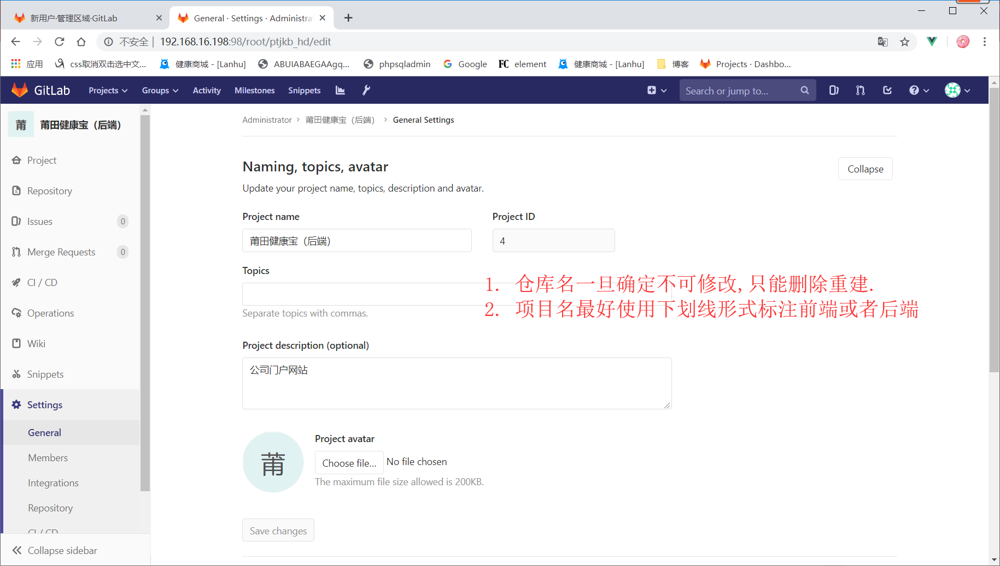 新用户·管理区域·GitLab
General · Settings · Administra
不安全 | 192.168.16.198:98/root/ptjkb_hd/edit
应用 css取消双击选中文... 健康商城 - [Lanhu] ABUIABAEGAAgq... phpsqladmin Google FC element 健康商城 - [Lanhu] 博客 Projects · Dashbo...
GitLab Projects Groups Activity Milestones Snippets Search or jump to...
莆 莆田健康宝（后端）
Project
Repository
Issues 0
Merge Requests 0
CI / CD
Operations
Wiki
Snippets
Settings
General
Members
Integrations
Repository
CI / CD
Collapse sidebar
Administrator > 莆田健康宝（后端） > General Settings
Naming, topics, avatar
Collapse
Update your project name, topics, description and avatar.
Project name Project ID
莆田健康宝（后端） 4
Topics
1. 仓库名一旦确定不可修改,只能删除重建.
2. 项目名最好使用下划线形式标注前端或者后端
Separate topics with commas.
Project description (optional)
公司门户网站
莆
Project avatar
Choose file... No file chosen
The maximum file size allowed is 200KB.
Save changes